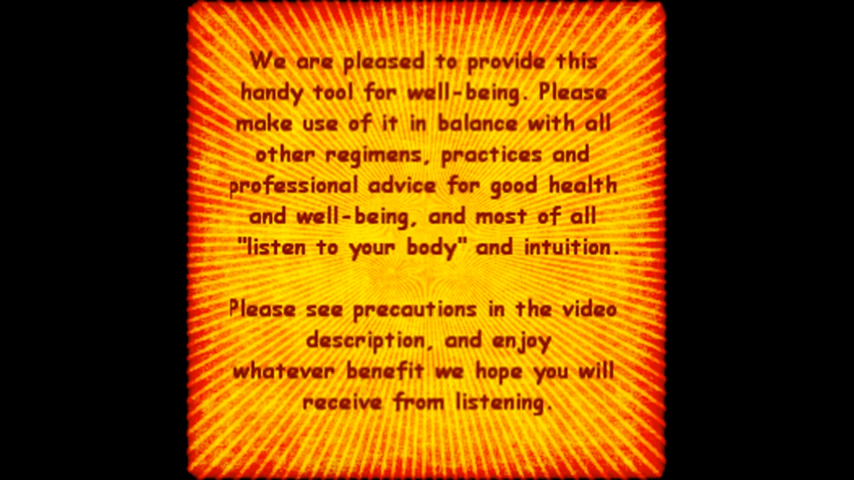 We are pleased to provide this
handy tool for well-being. Please
make use of it in balance with all
other regimens, practices and
professional advice for good health
and well-being, and most of all
"listen to your body" and intuition.
Please see precautions in the video
description, and enjoy
whatever benefit we hope you will
receive from listening.